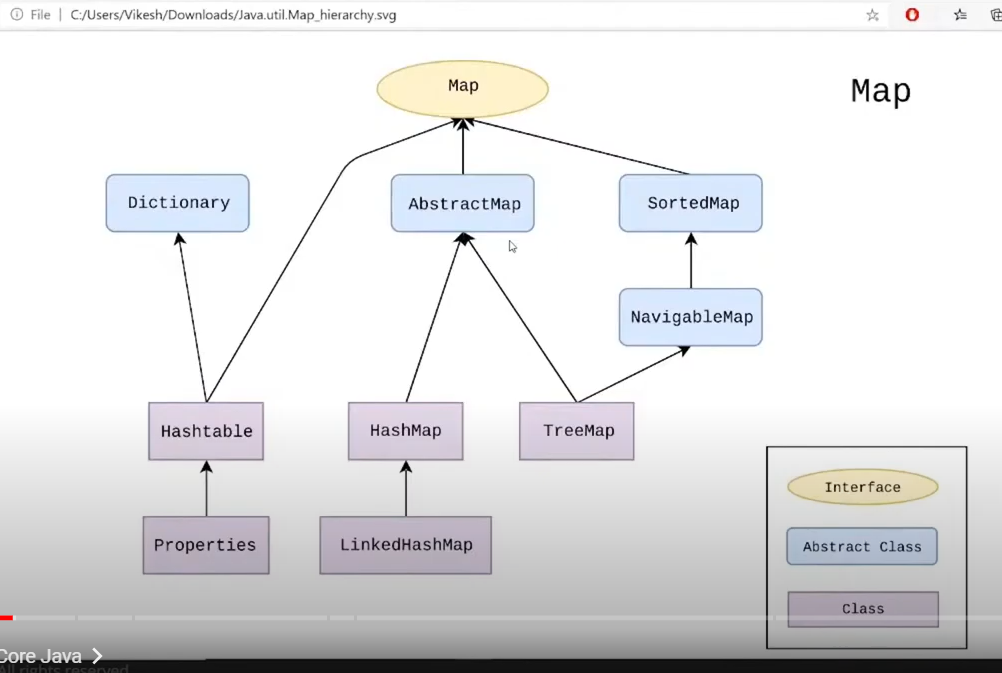 File | C:/Users/Vikesh/Downloads/Java.util.Map_hierarchy.svg
Map
Map
Dictionary
AbstractMap
SortedMap
NavigableMap
Hashtable
HashMap
TreeMap
Properties
LinkedHashMap
Interface
Abstract Class
Class
Core Java
All rights reserved